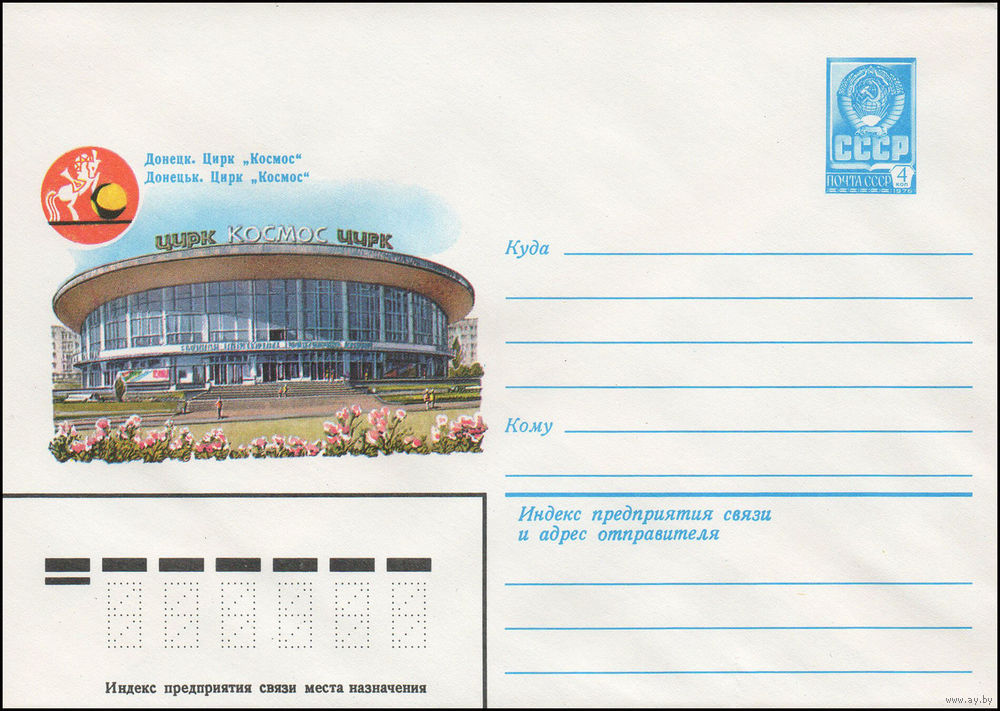 Донецк. Цирк „Космос“
Донецьк. Цирк „Космос“
ЦИРК КОСМОС ЦИРК
СССР
ПОЧТА СССР
4
КОП
1976
Куда
Кому
Индекс предприятия связи
и адрес отправителя
Индекс предприятия связи места назначения
www.ay.by